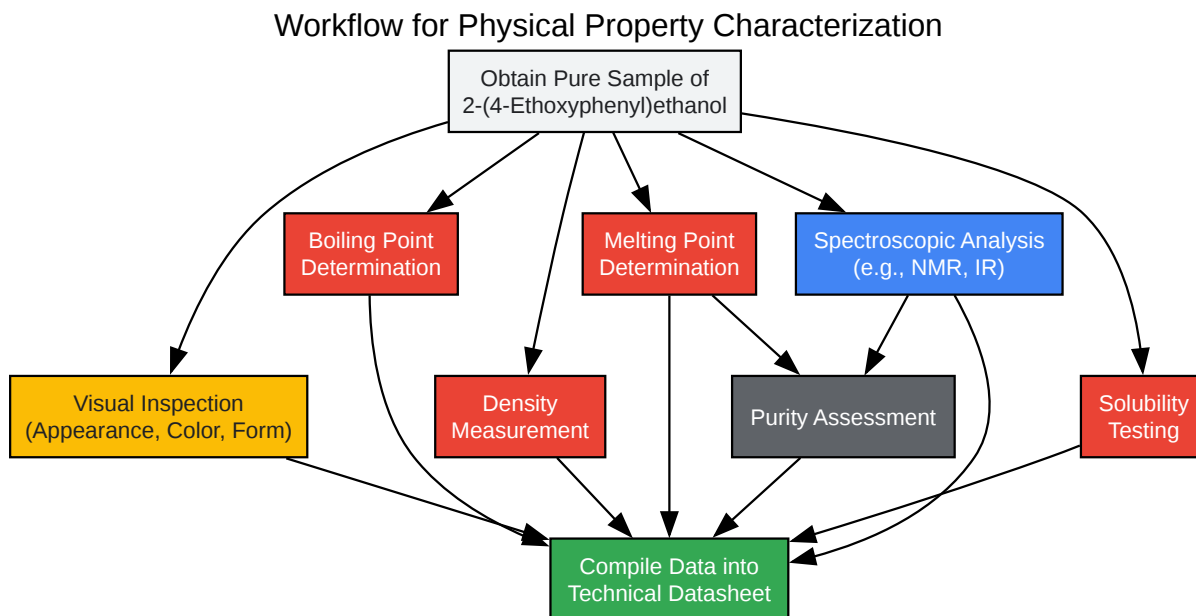 Workflow for Physical Property Characterization
Obtain Pure Sample of
2-(4-Ethoxyphenyl)ethanol
Boiling Point
Determination
Melting Point
Determination
Spectroscopic Analysis
(e.g., NMR, IR)
Visual Inspection
(Appearance, Color, Form)
Density
Measurement
Purity Assessment
Solubility
Testing
Compile Data into
Technical Datasheet